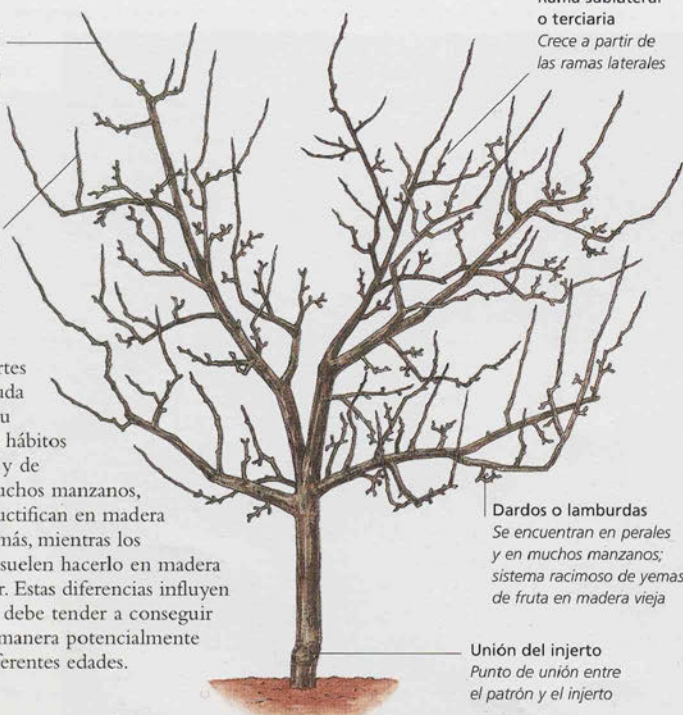 Rama sublateral
o terciaria
Crece a partir de
las ramas laterales
rtes
uda
u
hábitos
y de
uchos manzanos,
uctifican en madera
más, mientras los
suelen hacerlo en madera
r. Estas diferencias influyen
debe tender a conseguir
manera potencialmente
ferentes edades.
Dardos o lamburdas
Se encuentran en perales
y en muchos manzanos;
sistema racimoso de yemas
de fruta en madera vieja
Unión del injerto
Punto de unión entre
el patrón y el injerto